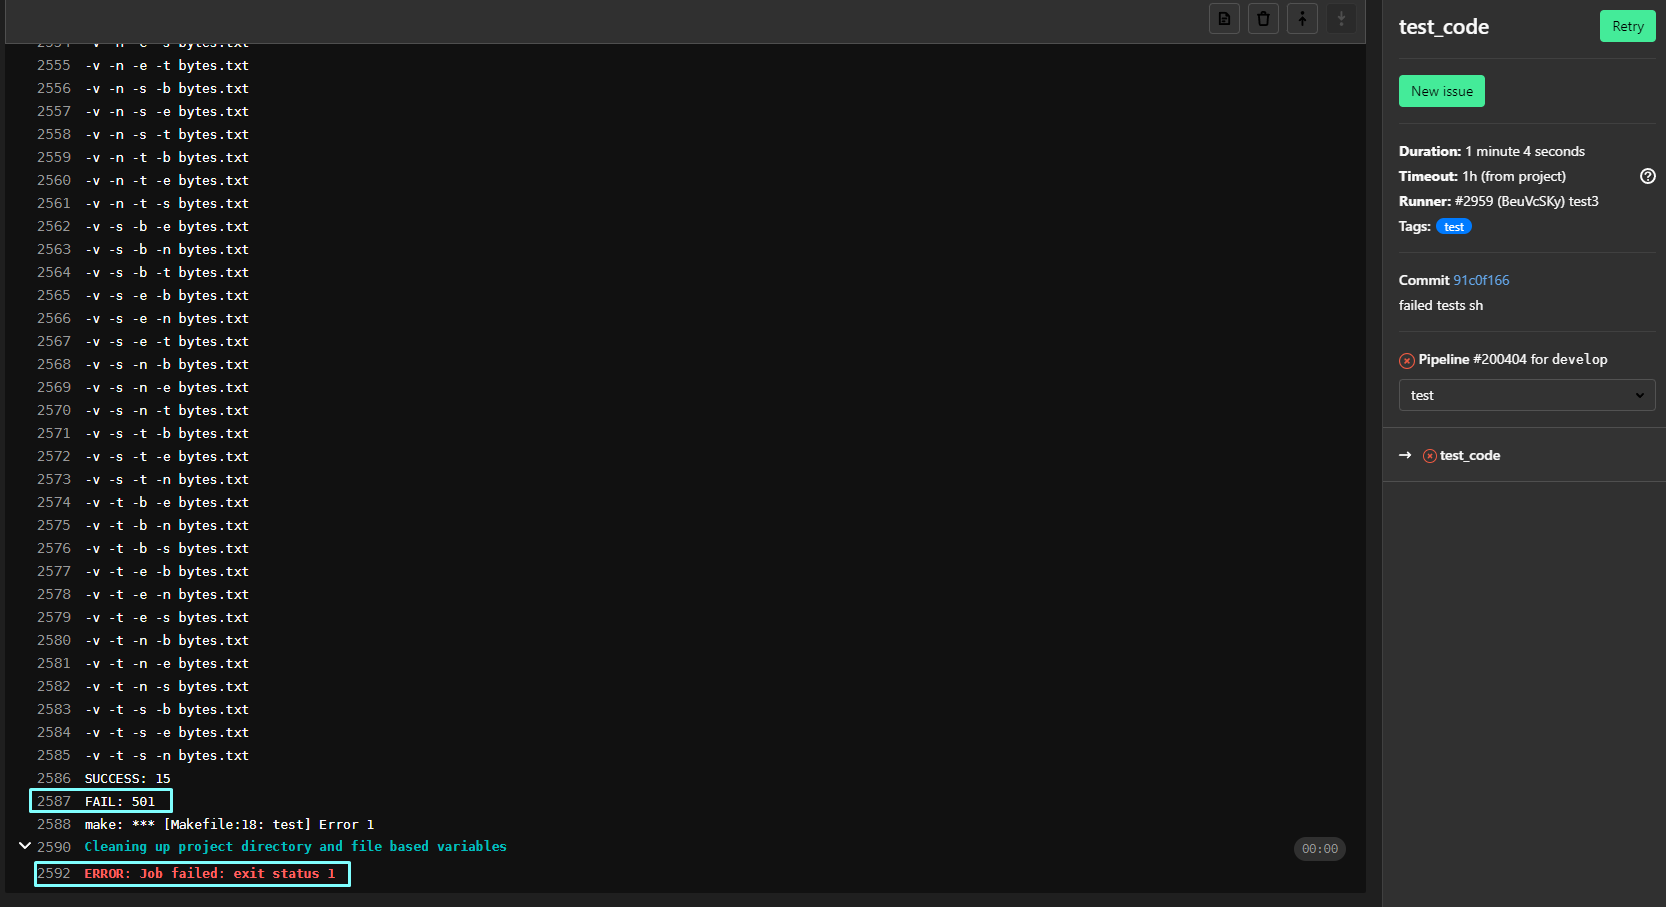 2555 -v -n -e -t bytes.txt
2556 -v -n -s -b bytes.txt
2557 -v -n -s -e bytes.txt
2558 -v -n -s -t bytes.txt
2559 -v -n -t -b bytes.txt
2560 -v -n -t -e bytes.txt
2561 -v -n -t -s bytes.txt
2562 -v -s -b -e bytes.txt
2563 -v -s -b -n bytes.txt
2564 -v -s -b -t bytes.txt
2565 -v -s -e -b bytes.txt
2566 -v -s -e -n bytes.txt
2567 -v -s -e -t bytes.txt
2568 -v -s -n -b bytes.txt
2569 -v -s -n -e bytes.txt
2570 -v -s -n -t bytes.txt
2571 -v -s -t -b bytes.txt
2572 -v -s -t -e bytes.txt
2573 -v -s -t -n bytes.txt
2574 -v -t -b -e bytes.txt
2575 -v -t -b -n bytes.txt
2576 -v -t -b -s bytes.txt
2577 -v -t -e -b bytes.txt
2578 -v -t -e -n bytes.txt
2579 -v -t -e -s bytes.txt
2580 -v -t -n -b bytes.txt
2581 -v -t -n -e bytes.txt
2582 -v -t -n -s bytes.txt
2583 -v -t -s -b bytes.txt
2584 -v -t -s -e bytes.txt
2585 -v -t -s -n bytes.txt
2586 SUCCESS: 15
2587 FAIL: 501
2588 make: *** [Makefile:18: test] Error 1
2590 Cleaning up project directory and file based variables 00:00
2592 ERROR: Job failed: exit status 1
test_code
Retry
New issue
Duration: 1 minute 4 seconds
Timeout: 1h (from project)
Runner: #2959 (BeuVcSKy) test3
Tags: test
Commit 91c0f166
failed tests sh
Pipeline #200404 for develop
test
→ test_code